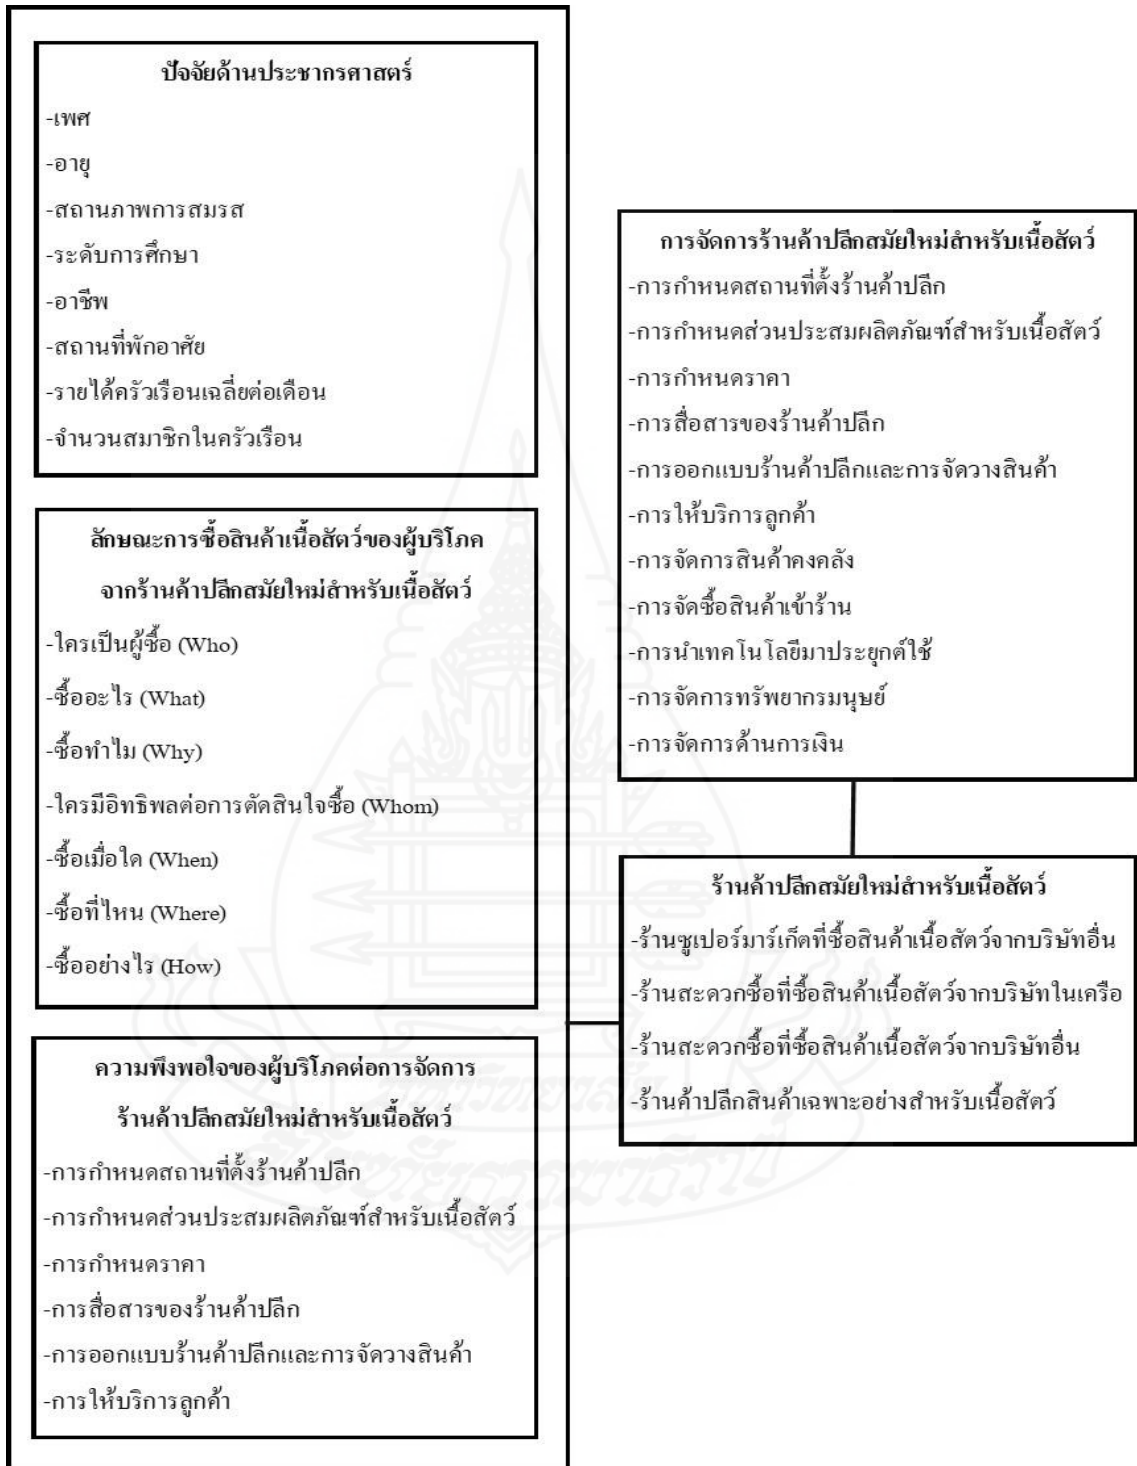 ปัจจัยด้านประชากรศาสตร์
-เพศ
-อายุ
-สถานภาพการสมรส
-ระดับการศึกษา
-อาชีพ
-สถานที่พักอาศัย
-รายได้ครัวเรือนเฉลี่ยต่อเดือน
-จำนวนสมาชิกในครัวเรือน
ลักษณะการซื้อสินค้าเนื้อสัตว์ของผู้บริโภค
จากร้านค้าปลีกสมัยใหม่สำหรับเนื้อสัตว์
-ใครเป็นผู้ซื้อ (Who)
-ซื้ออะไร (What)
-ซื้อทำไม (Why)
-ใครมีอิทธิพลต่อการตัดสินใจซื้อ (Whom)
-ซื้อเมื่อใด (When)
-ซื้อที่ไหน (Where)
-ซื้ออย่างไร (How)
ความพึงพอใจของผู้บริโภคต่อการจัดการ
ร้านค้าปลีกสมัยใหม่สำหรับเนื้อสัตว์
-การกำหนดสถานที่ตั้งร้านค้าปลีก
-การกำหนดส่วนประสมผลิตภัณฑ์สำหรับเนื้อสัตว์
-การกำหนดราคา
-การสื่อสารของร้านค้าปลีก
-การออกแบบร้านค้าปลีกและการจัดวางสินค้า
-การให้บริการลูกค้า
การจัดการร้านค้าปลีกสมัยใหม่สำหรับเนื้อสัตว์
-การกำหนดสถานที่ตั้งร้านค้าปลีก
-การกำหนดส่วนประสมผลิตภัณฑ์สำหรับเนื้อสัตว์
-การกำหนดราคา
-การสื่อสารของร้านค้าปลีก
-การออกแบบร้านค้าปลีกและการจัดวางสินค้า
-การให้บริการลูกค้า
-การจัดการสินค้าคงคลัง
-การจัดซื้อสินค้าเข้าร้าน
-การนำเทคโนโลยีมาประยุกต์ใช้
-การจัดการทรัพยากรมนุษย์
-การจัดการด้านการเงิน
ร้านค้าปลีกสมัยใหม่สำหรับเนื้อสัตว์
-ร้านซูเปอร์มาร์เก็ตที่ซื้อสินค้าเนื้อสัตว์จากบริษัทอื่น
-ร้านสะดวกซื้อที่ซื้อสินค้าเนื้อสัตว์จากบริษัทในเครือ
-ร้านสะดวกซื้อที่ซื้อสินค้าเนื้อสัตว์จากบริษัทอื่น
-ร้านค้าปลีกสินค้าเฉพาะอย่างสำหรับเนื้อสัตว์